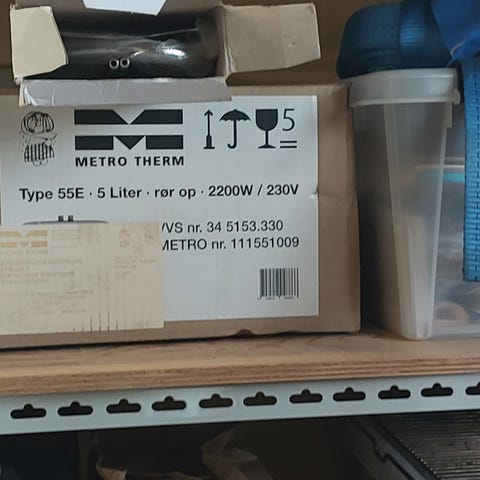 METRO THERM
5
Type 55E · 5 Liter · rør op · 2200W / 230V
VVS nr. 34 5153.330
METRO nr. 111551009